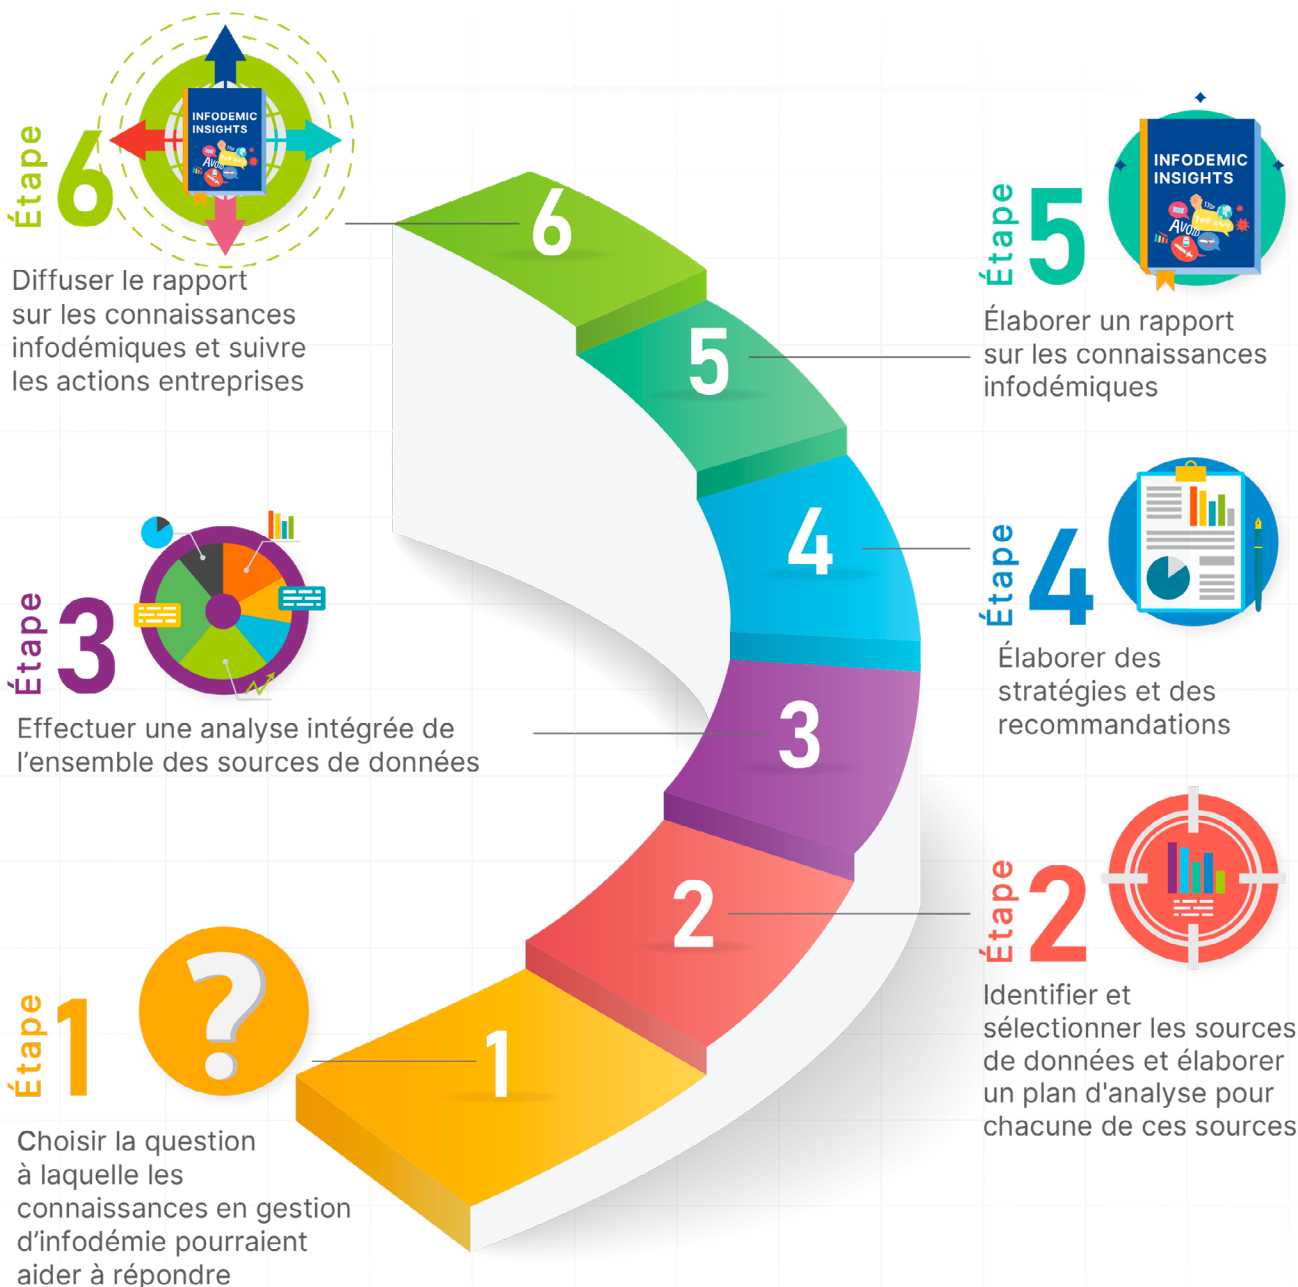 Étape 6
INFODEMIC
INSIGHTS
AVOID
STOP
Diffuser le rapport
sur les connaissances
infodémiques et suivre
les actions entreprises
Étape 5
INFODEMIC
INSIGHTS
AVOID
STOP
Élaborer un rapport
sur les connaissances
infodémiques
Étape 4
Élaborer des
stratégies et des
recommandations
Étape 3
Effectuer une analyse intégrée de
l’ensemble des sources de données
Étape 2
Identifier et
sélectionner les sources
de données et élaborer
un plan d'analyse pour
chacune de ces sources
Étape 1
?
Choisir la question
à laquelle les
connaissances en gestion
d’infodémie pourraient
aider à répondre
6
5
4
3
2
1